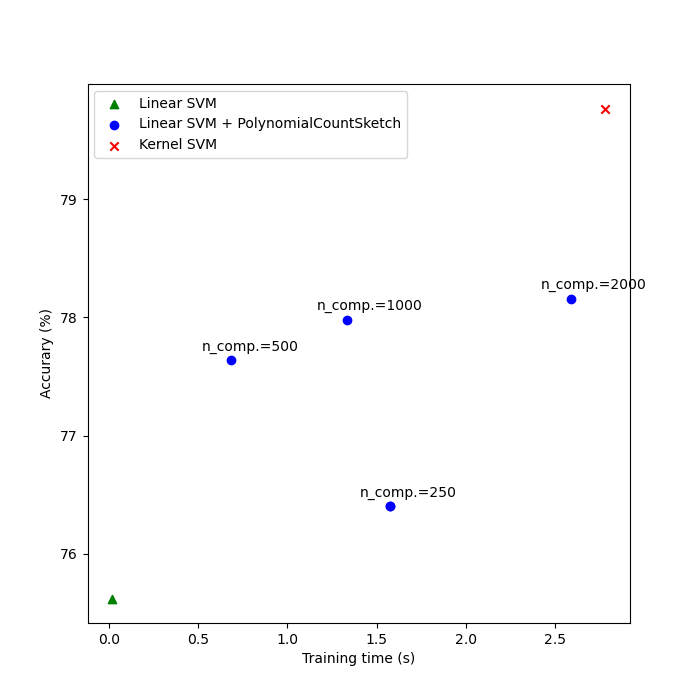 Linear SVM
Linear SVM + PolynomialCountSketch
Kernel SVM
79
78
77
76
Accurary (%)
n_comp.=2000
n_comp.=1000
n_comp.=500
n_comp.=250
0.0 0.5 1.0 1.5 2.0 2.5
Training time (s)